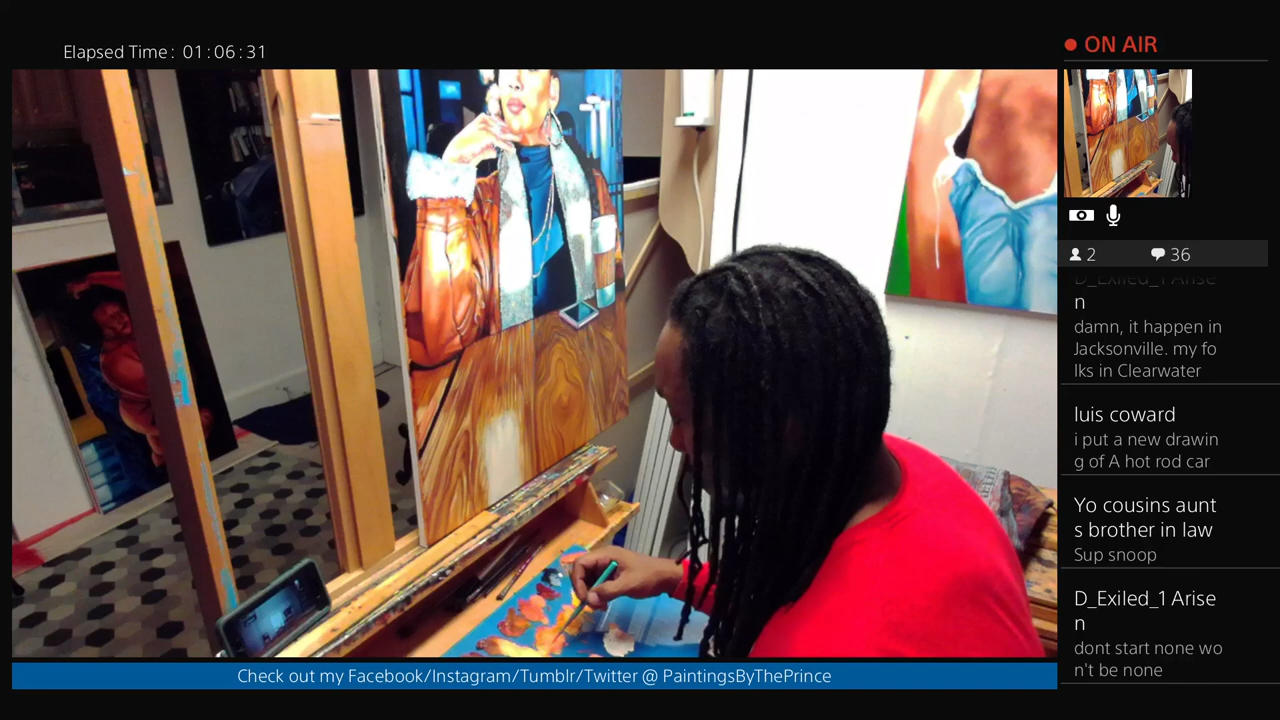 Elapsed Time: 01:06:31
ON AIR
2
36
D_Exiled_1 Arise
n
damn, it happen in
Jacksonville. my fo
lks in Clearwater
luis coward
i put a new drawin
g of A hot rod car
Yo cousins aunt
s brother in law
Sup snoop
D_Exiled_1 Arise
n
dont start none wo
n't be none
Check out my Facebook/Instagram/Tumblr/Twitter @ PaintingsByThePrince